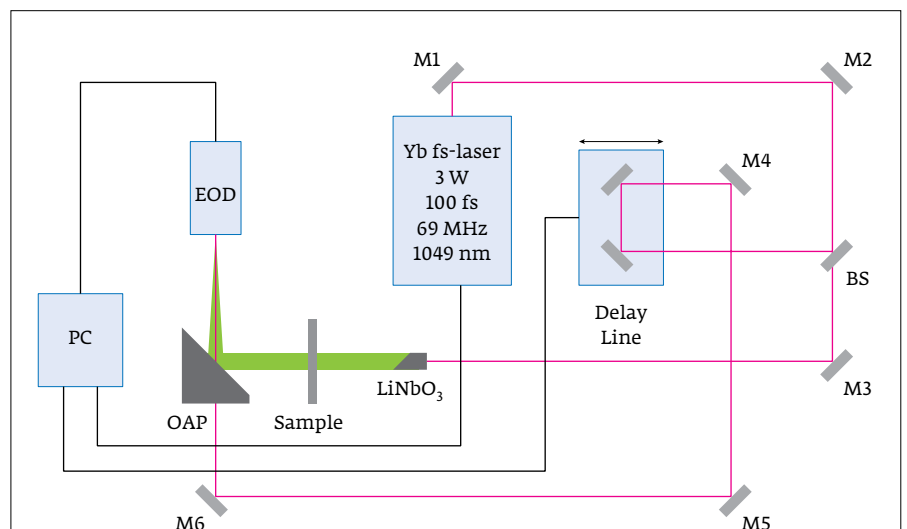 M1
M2
Yb fs-laser
3 W
100 fs
69 MHz
1049 nm
M4
EOD
BS
Delay
Line
PC
M3
LiNbO₃
OAP
Sample
M6
M5